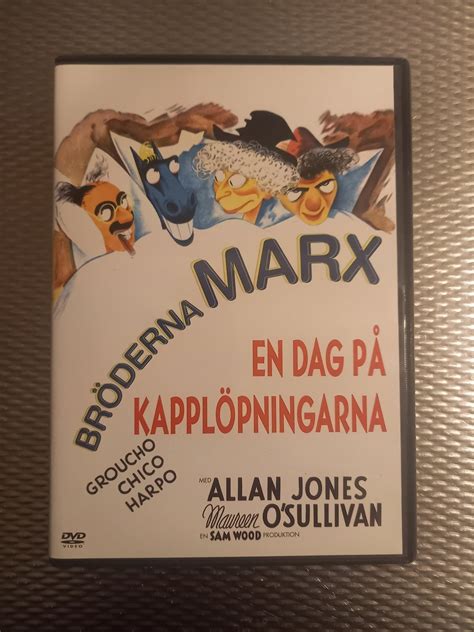 BRÖDERNA MARX
EN DAG PÅ
KAPPLÖPNINGARNA
GROUCHO
CHICO
HARPO
MED
ALLAN JONES
Maureen O'SULLIVAN
EN SAM WOOD PRODUKTION
DVD
VIDEO